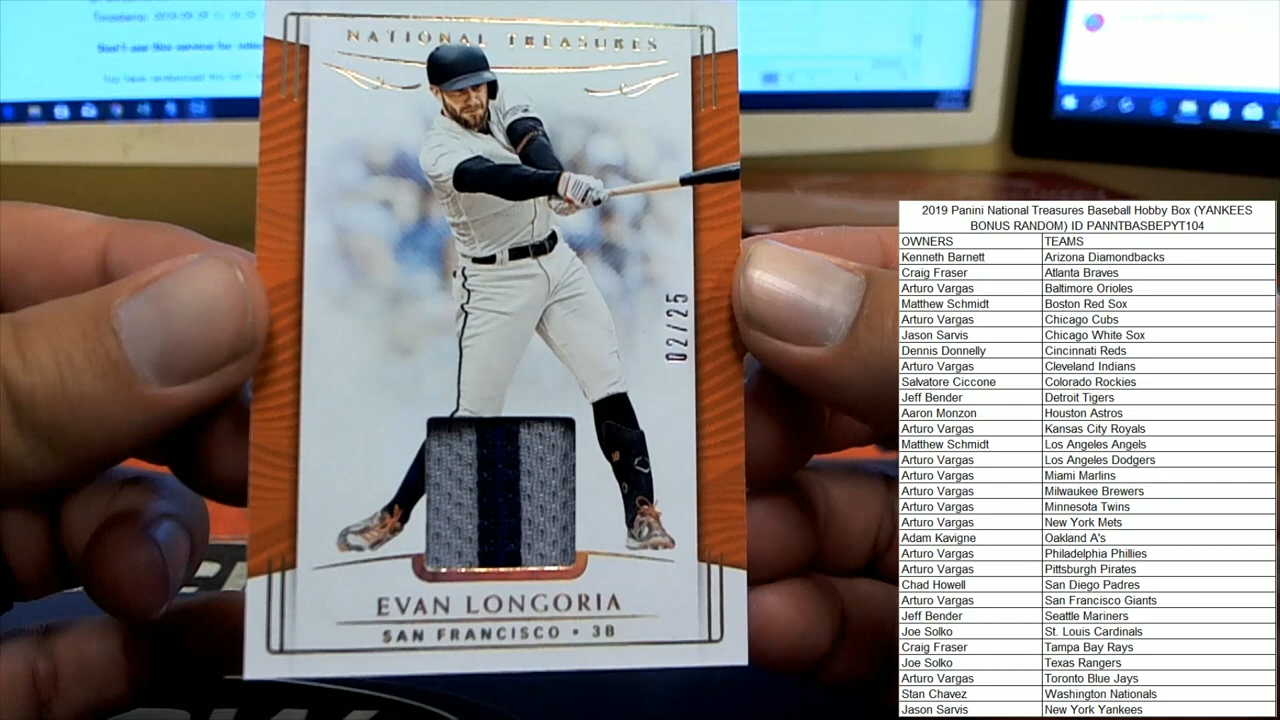 NATIONAL TREASURES
02/25
EVAN LONGORIA
SAN FRANCISCO • 3B
2019 Panini National Treasures Baseball Hobby Box (YANKEES
BONUS RANDOM) ID PANNTBASBEPYT104
OWNERS TEAMS
Kenneth Barnett Arizona Diamondbacks
Craig Fraser Atlanta Braves
Arturo Vargas Baltimore Orioles
Matthew Schmidt Boston Red Sox
Arturo Vargas Chicago Cubs
Jason Sarvis Chicago White Sox
Dennis Donnelly Cincinnati Reds
Arturo Vargas Cleveland Indians
Salvatore Ciccone Colorado Rockies
Jeff Bender Detroit Tigers
Aaron Monzon Houston Astros
Arturo Vargas Kansas City Royals
Matthew Schmidt Los Angeles Angels
Arturo Vargas Los Angeles Dodgers
Arturo Vargas Miami Marlins
Arturo Vargas Milwaukee Brewers
Arturo Vargas Minnesota Twins
Arturo Vargas New York Mets
Adam Kavigne Oakland A's
Arturo Vargas Philadelphia Phillies
Arturo Vargas Pittsburgh Pirates
Chad Howell San Diego Padres
Arturo Vargas San Francisco Giants
Jeff Bender Seattle Mariners
Joe Solko St. Louis Cardinals
Craig Fraser Tampa Bay Rays
Joe Solko Texas Rangers
Arturo Vargas Toronto Blue Jays
Stan Chavez Washington Nationals
Jason Sarvis New York Yankees